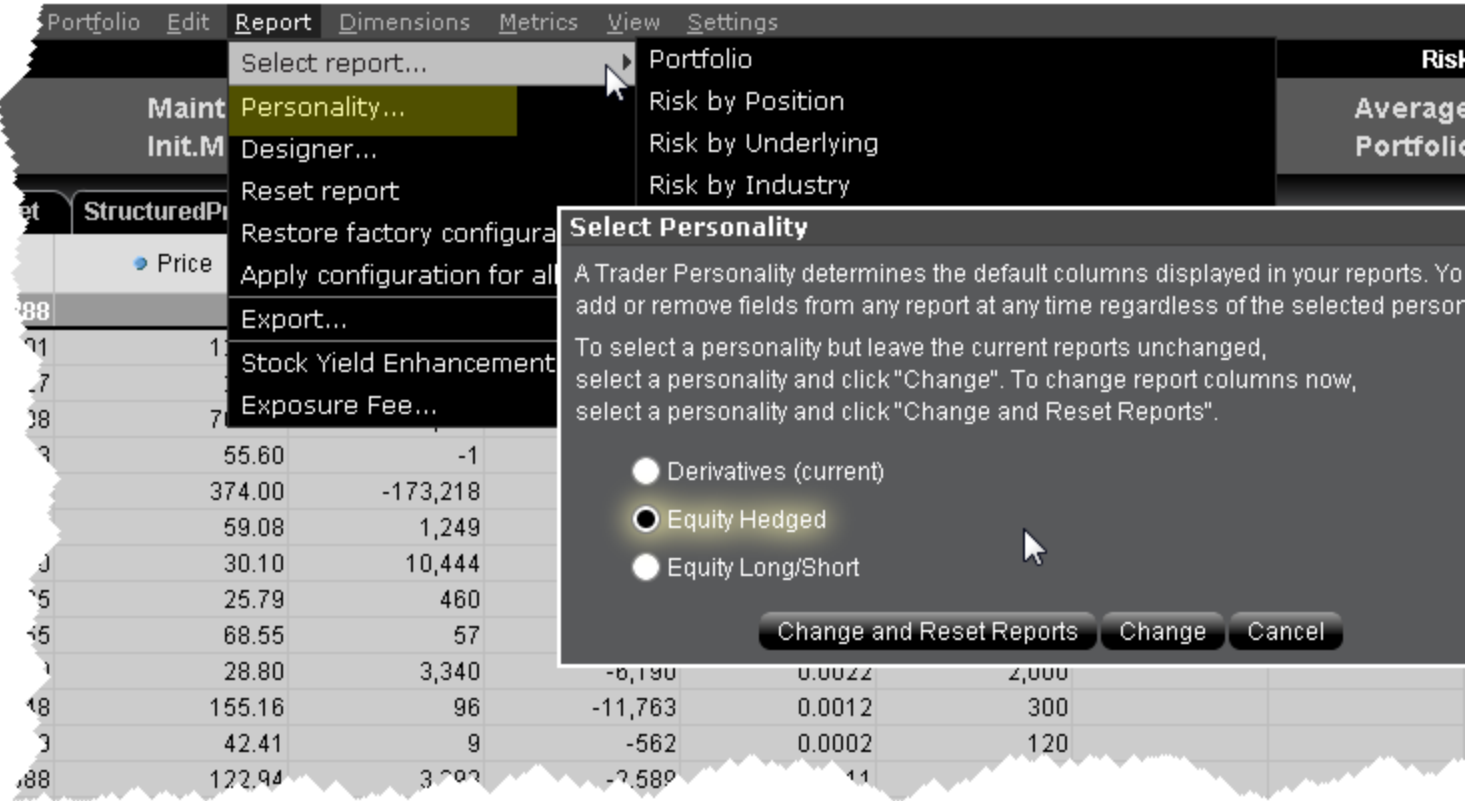 Portfolio Edit Report Dimensions Metrics View Settings
Select report...
Personality...
Designer...
Reset report
Restore factory configura
Apply configuration for all
Export...
Stock Yield Enhancement
Exposure Fee...
Portfolio
Risk by Position
Risk by Underlying
Risk by Industry
Risk
Maint
Init.M
Average
Portfolio
StructuredPr
Price
Select Personality
A Trader Personality determines the default columns displayed in your reports. Yo
add or remove fields from any report at any time regardless of the selected person
To select a personality but leave the current reports unchanged,
select a personality and click "Change". To change report columns now,
select a personality and click "Change and Reset Reports".
Derivatives (current)
Equity Hedged
Equity Long/Short
Change and Reset Reports Change Cancel
55.60 -1
374.00 -173,218
59.08 1,249
30.10 10,444
25.79 460
68.55 57
28.80 3,340 -6,190 0.0022 2,000
155.16 96 -11,763 0.0012 300
42.41 9 -562 0.0002 120
122.94